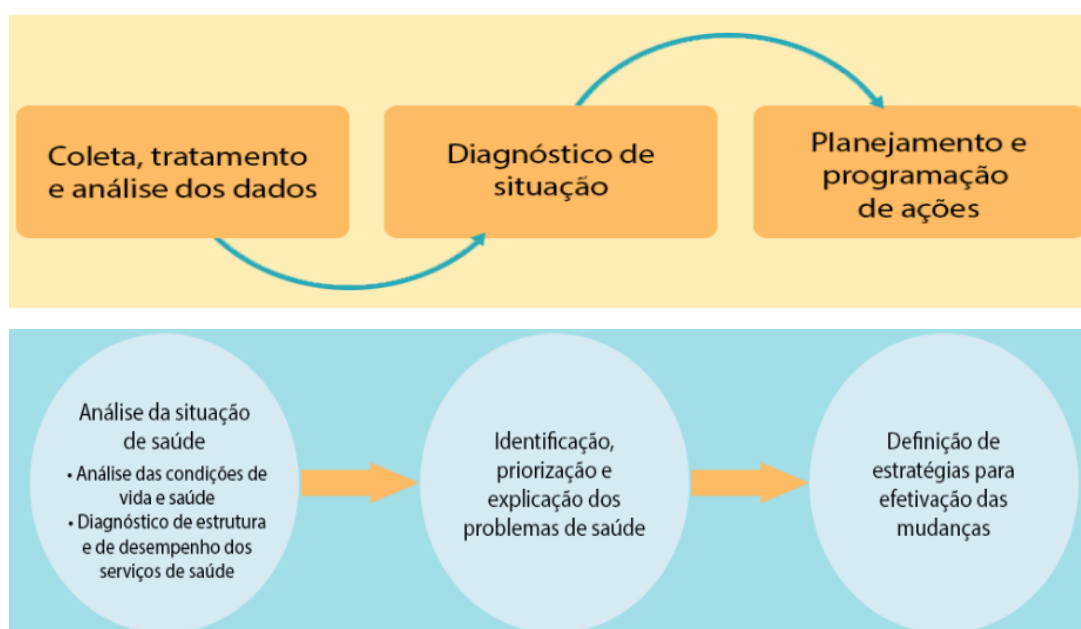 Coleta, tratamento
e análise dos dados
Diagnóstico de
situação
Planejamento e
programação
de ações
Análise da situação
de saúde
• Análise das condições de
vida e saúde
• Diagnóstico de estrutura
e de desempenho dos
serviços de saúde
Identificação,
priorização e
explicação dos
problemas de saúde
Definição de
estratégias para
efetivação das
mudanças